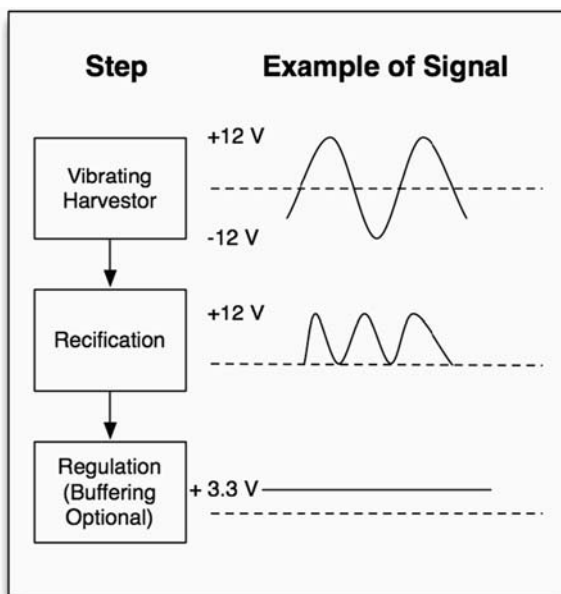 Step
Example of Signal
Vibrating
Harvestor
+12 V
-12 V
Recification
+12 V
Regulation
(Buffering
Optional)
+ 3.3 V